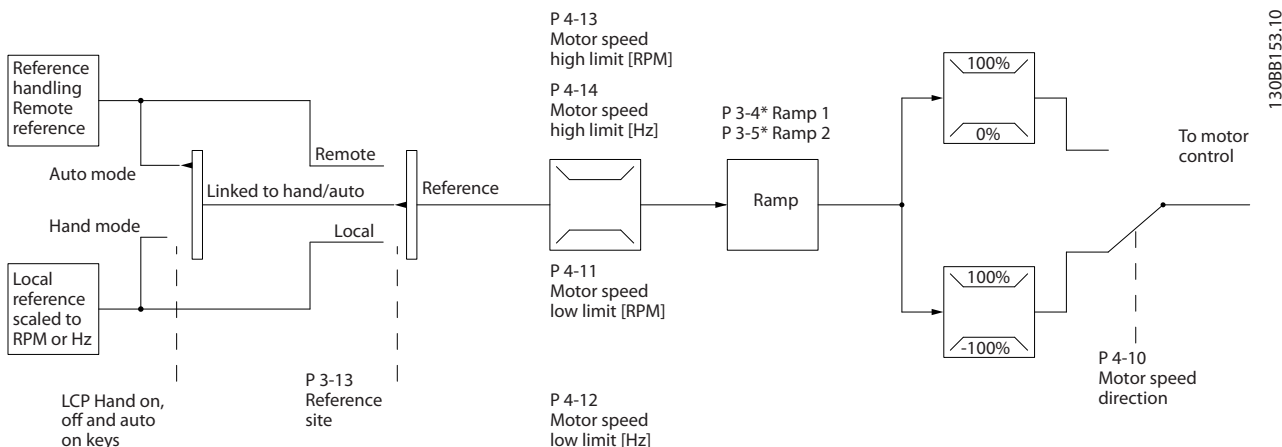 Reference
handling
Remote
reference
Auto mode
Hand mode
Local
reference
scaled to
RPM or Hz
LCP Hand on,
off and auto
on keys
Linked to hand/auto
Remote
Local
P 3-13
Reference
site
Reference
P 4-13
Motor speed
high limit [RPM]
P 4-14
Motor speed
high limit [Hz]
P 4-11
Motor speed
low limit [RPM]
P 4-12
Motor speed
low limit [Hz]
P 3-4* Ramp 1
P 3-5* Ramp 2
Ramp
100%
0%
100%
-100%
To motor
control
P 4-10
Motor speed
direction
130BB153.10